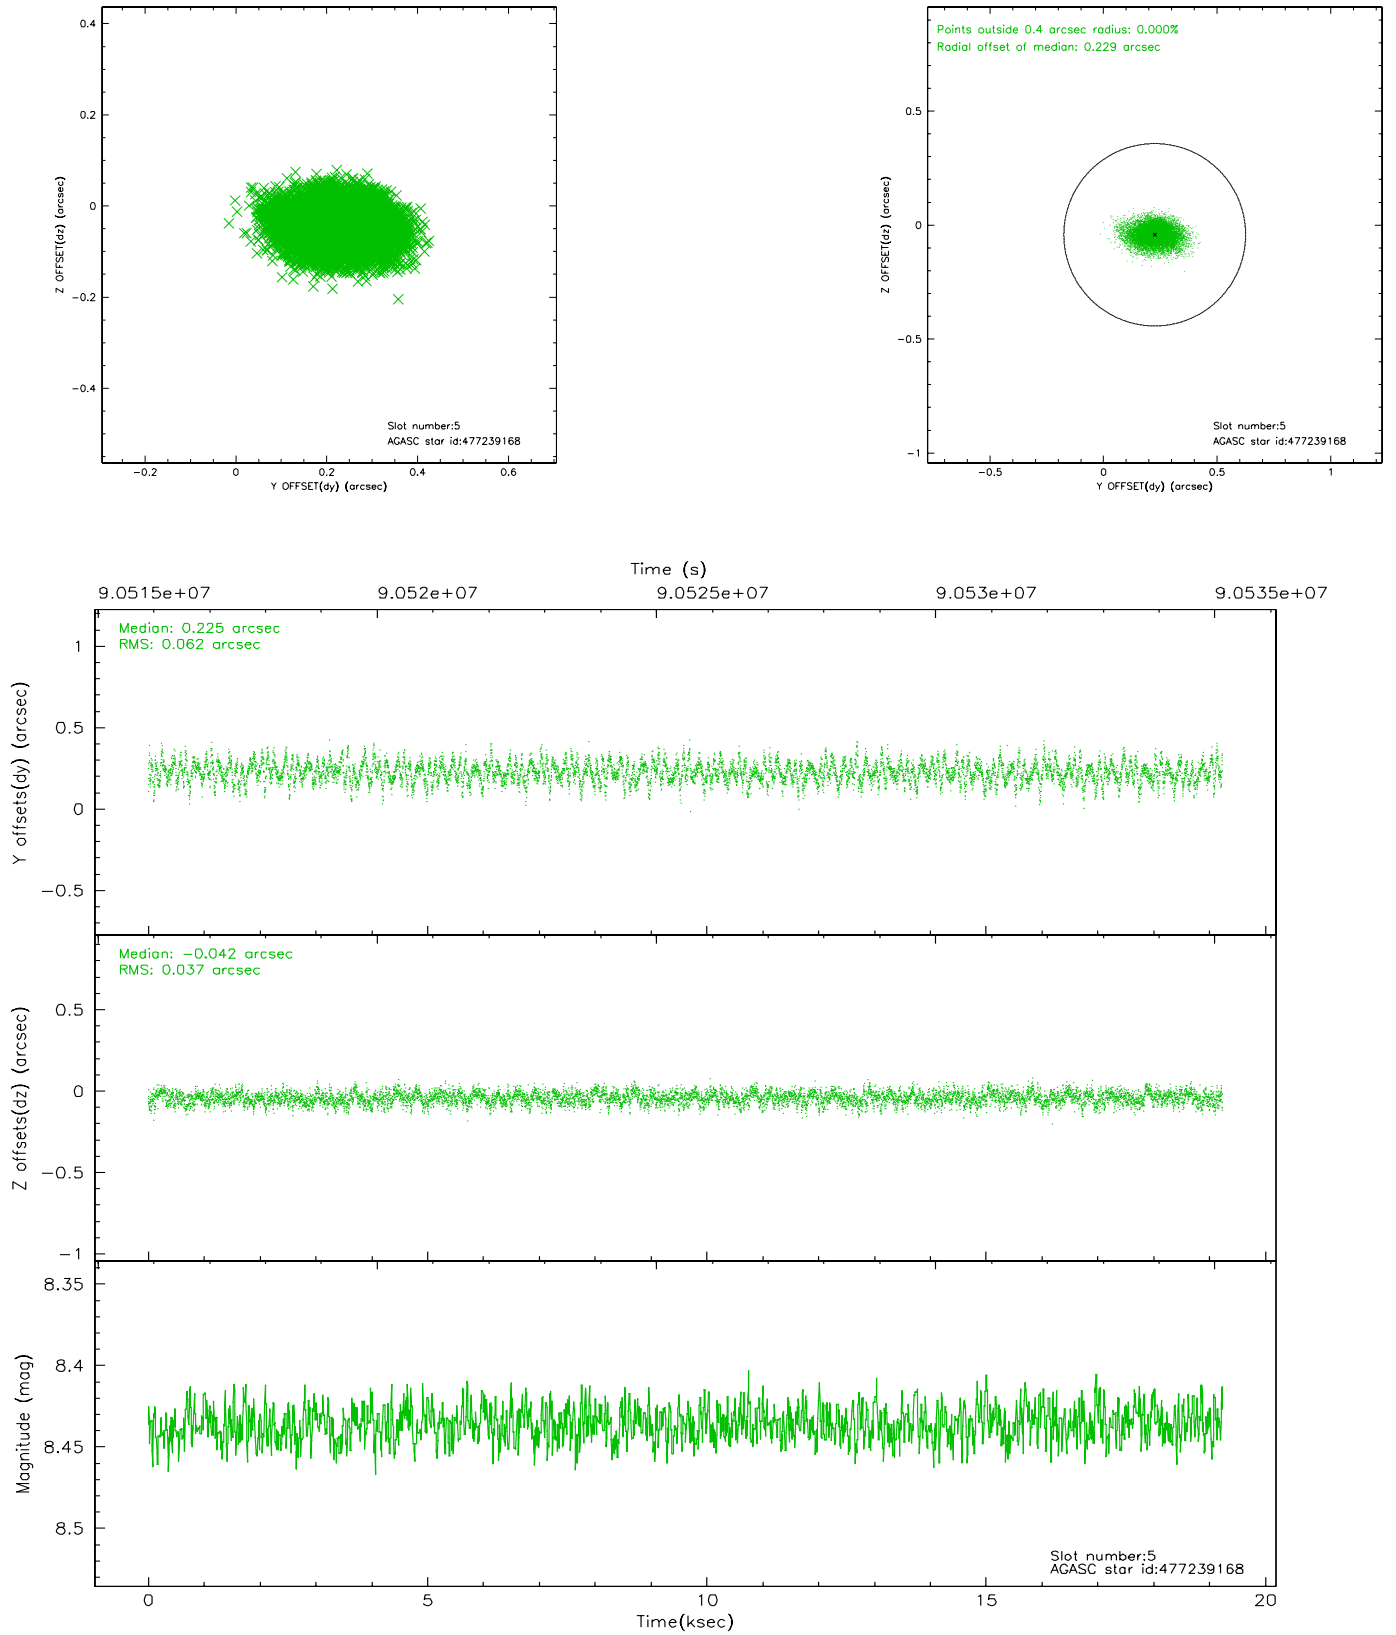 0.4
0.2
0
−0.2
−0.4
Z OFFSET(dz) (arcsec)
Slot number:5
AGASC star id:477239168
−0.2 0 0.2 0.4 0.6
Y OFFSET(dy) (arcsec)
Points outside 0.4 arcsec radius: 0.000%
Radial offset of median: 0.229 arcsec
0.5
0
−0.5
−1
Z OFFSET(dz) (arcsec)
Slot number:5
AGASC star id:477239168
−0.5 0 0.5 1
Y OFFSET(dy) (arcsec)
Time (s)
9.0515e+07 9.052e+07 9.0525e+07 9.053e+07 9.0535e+07
Median: 0.225 arcsec
RMS: 0.062 arcsec
1
0.5
0
−0.5
Y offsets(dy) (arcsec)
Median: −0.042 arcsec
RMS: 0.037 arcsec
0.5
0
−0.5
−1
Z offsets(dz) (arcsec)
8.35
8.4
8.45
8.5
Magnitude (mag)
Slot number:5
AGASC star id:477239168
0 5 10 15 20
Time(ksec)